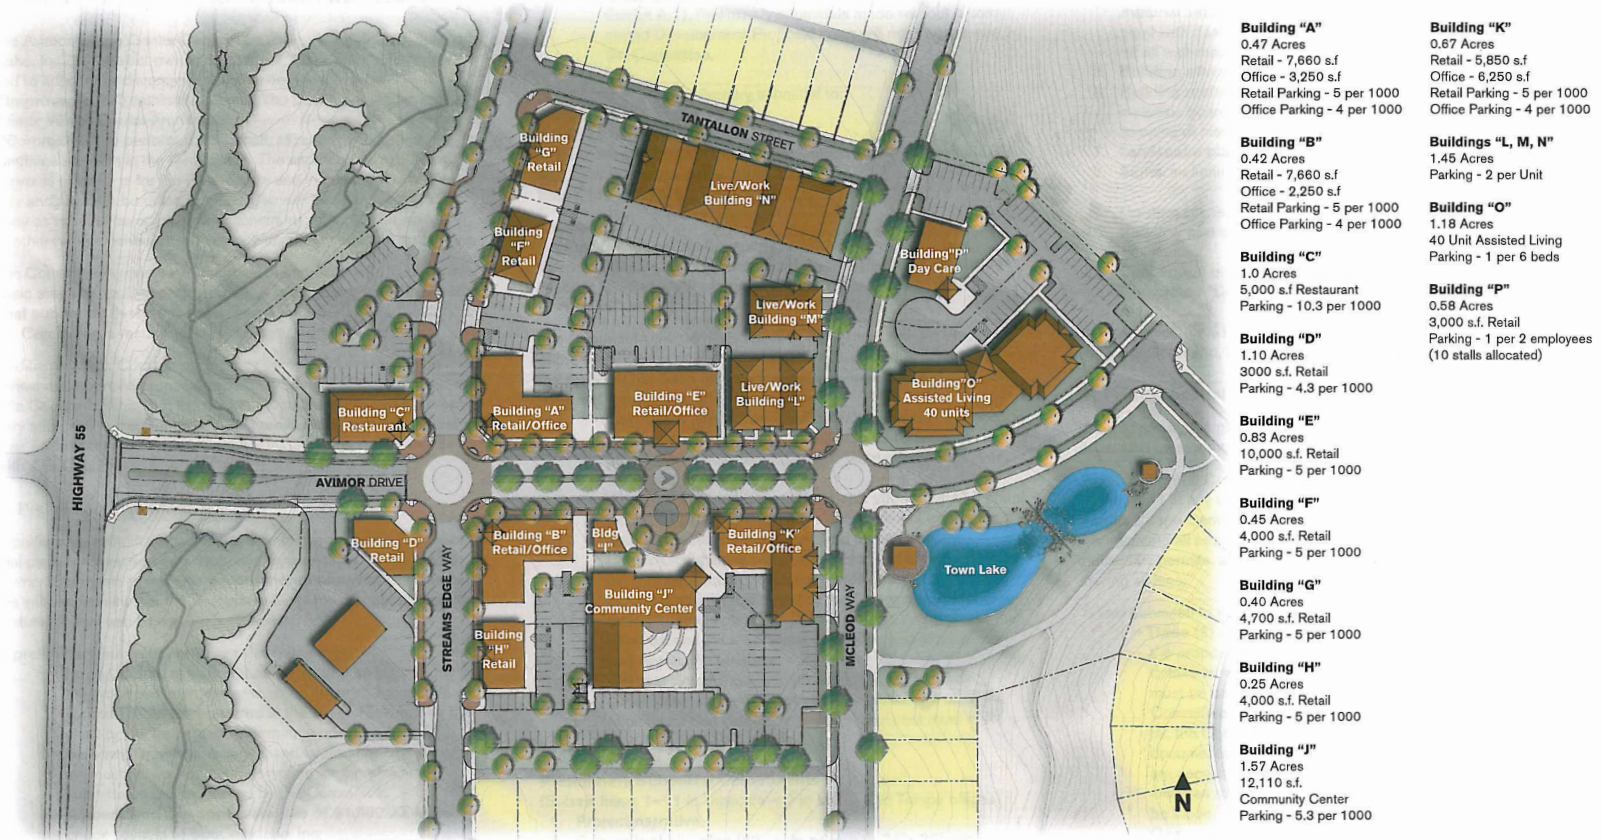 TANTALLON STREET
Building
"G"
Retail
Live/Work
Building "N"
Building
"F"
Retail
Building "P"
Day Care
Live/Work
Building "M"
Building "C"
Restaurant
Building "A"
Retail/Office
Building "E"
Retail/Office
Live/Work
Building "L"
Building "O"
Assisted Living
40 units
HIGHWAY 55
AVIMOR DRIVE
Building "D"
Retail
Building "B"
Retail/Office
Bldg
"I"
Building "K"
Retail/Office
Town Lake
STREAMS EDGE WAY
Building "J"
Community Center
MCLEOD WAY
Building
"H"
Retail
N
Building "A"
0.47 Acres
Retail - 7,660 s.f
Office - 3,250 s.f
Retail Parking - 5 per 1000
Office Parking - 4 per 1000
Building "B"
0.42 Acres
Retail - 7,660 s.f
Office - 2,250 s.f
Retail Parking - 5 per 1000
Office Parking - 4 per 1000
Building "C"
1.0 Acres
5,000 s.f Restaurant
Parking - 10.3 per 1000
Building "D"
1.10 Acres
3000 s.f. Retail
Parking - 4.3 per 1000
Building "E"
0.83 Acres
10,000 s.f. Retail
Parking - 5 per 1000
Building "F"
0.45 Acres
4,000 s.f. Retail
Parking - 5 per 1000
Building "G"
0.40 Acres
4,700 s.f. Retail
Parking - 5 per 1000
Building "H"
0.25 Acres
4,000 s.f. Retail
Parking - 5 per 1000
Building "J"
1.57 Acres
12,110 s.f.
Community Center
Parking - 5.3 per 1000
Building "K"
0.67 Acres
Retail - 5,850 s.f
Office - 6,250 s.f
Retail Parking - 5 per 1000
Office Parking - 4 per 1000
Buildings "L, M, N"
1.45 Acres
Parking - 2 per Unit
Building "O"
1.18 Acres
40 Unit Assisted Living
Parking - 1 per 6 beds
Building "P"
0.58 Acres
3,000 s.f. Retail
Parking - 1 per 2 employees
(10 stalls allocated)